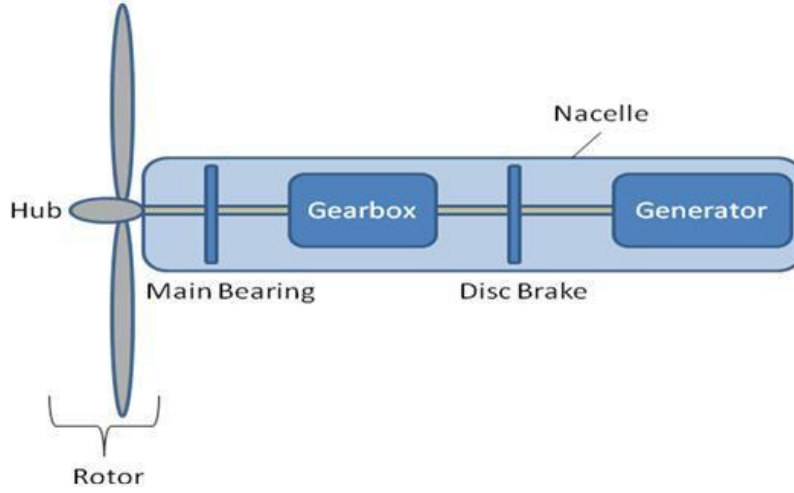 Nacelle
Hub
Gearbox
Generator
Main Bearing
Disc Brake
Rotor